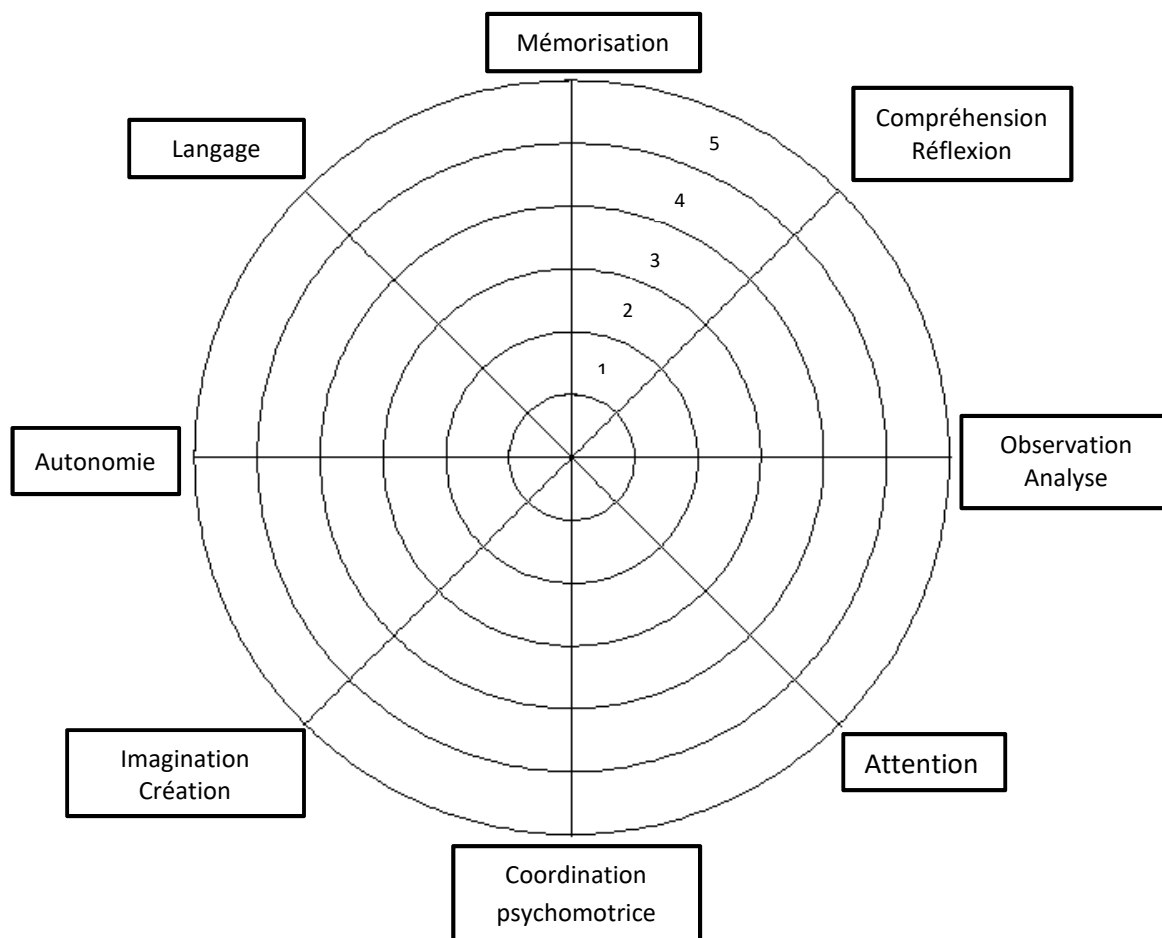 Mémorisation
Compréhension
Réflexion
Langage
5
4
3
2
1
Autonomie
Observation
Analyse
Imagination
Création
Attention
Coordination
psychomotrice